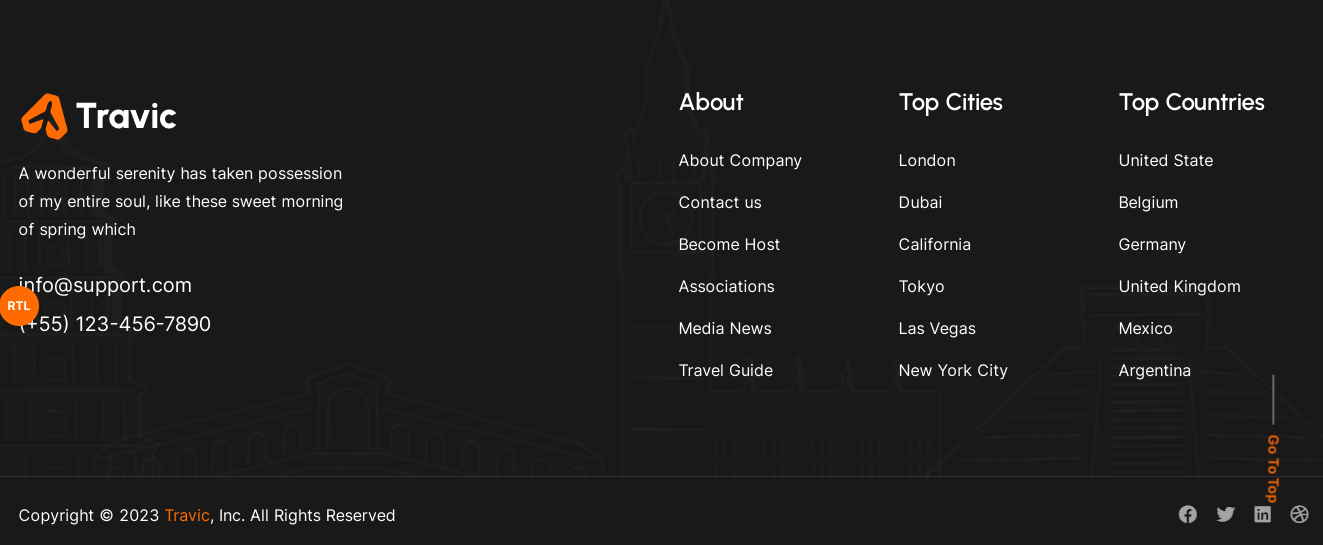 Travic
A wonderful serenity has taken possession
of my entire soul, like these sweet morning
of spring which
info@support.com
RTL
(+55) 123-456-7890
About
About Company
Contact us
Become Host
Associations
Media News
Travel Guide
Top Cities
London
Dubai
California
Tokyo
Las Vegas
New York City
Top Countries
United State
Belgium
Germany
United Kingdom
Mexico
Argentina
Go To Top
Copyright © 2023 Travic, Inc. All Rights Reserved